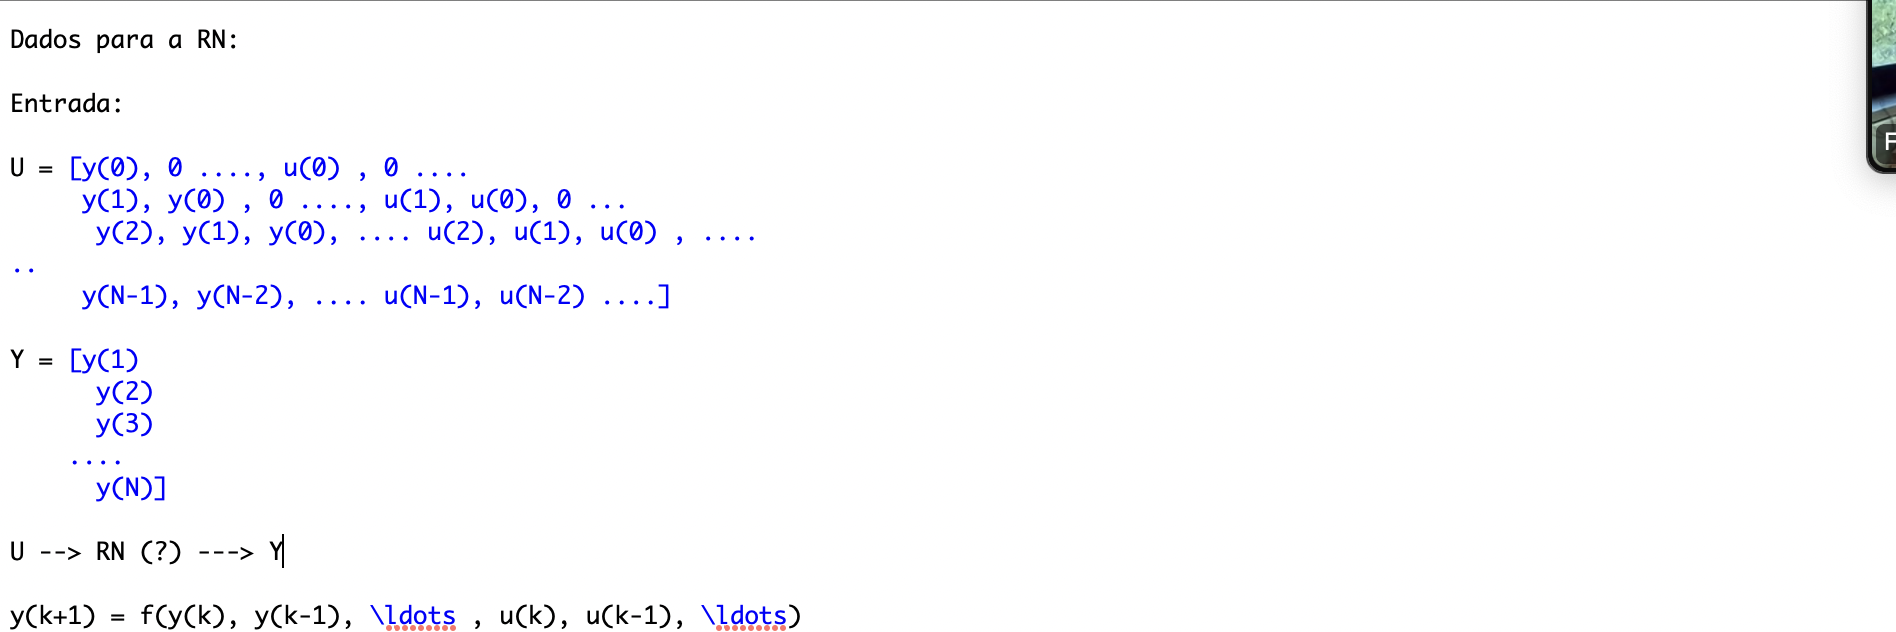 Dados para a RN:
Entrada:
U = [y(0), 0 ...., u(0) , 0 ....
y(1), y(0) , 0 ...., u(1), u(0), 0 ...
y(2), y(1), y(0), .... u(2), u(1), u(0) , ....
..
y(N-1), y(N-2), .... u(N-1), u(N-2) ....]
Y = [y(1)
y(2)
y(3)
....
y(N)]
U --> RN (?) ---> Y
y(k+1) = f(y(k), y(k-1), \ldots , u(k), u(k-1), \ldots)
F